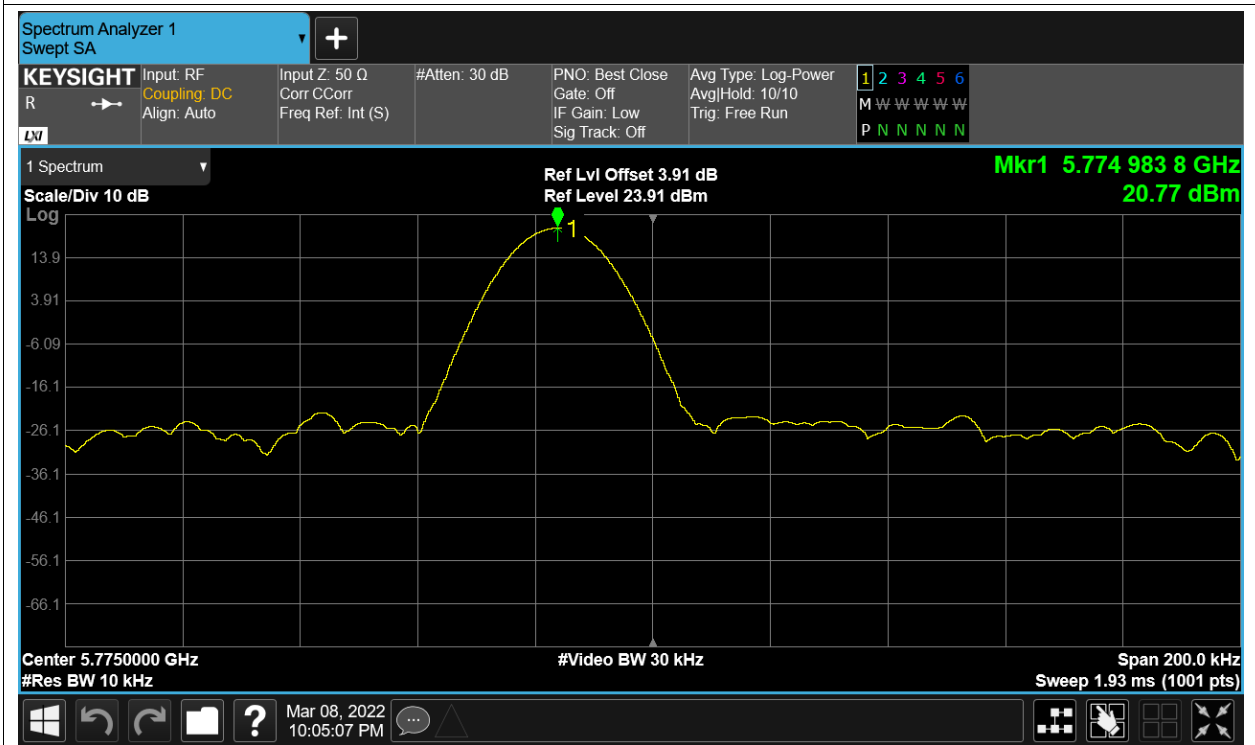 Spectrum Analyzer 1
Swept SA
KEYSIGHT
R
LXI
Input: RF
Coupling: DC
Align: Auto
Input Z: 50 Ω
Corr CCorr
Freq Ref: Int (S)
#Atten: 30 dB
PNO: Best Close
Gate: Off
IF Gain: Low
Sig Track: Off
Avg Type: Log-Power
Avg|Hold: 10/10
Trig: Free Run
1 2 3 4 5 6
M W W W W W W
P N N N N N
1 Spectrum
Scale/Div 10 dB
Log
Ref Lvl Offset 3.91 dB
Ref Level 23.91 dBm
Mkr1 5.774 983 8 GHz
20.77 dBm
1
13.9
3.91
-6.09
-16.1
-26.1
-36.1
-46.1
-56.1
-66.1
Center 5.7750000 GHz
#Res BW 10 kHz
#Video BW 30 kHz
Span 200.0 kHz
Sweep 1.93 ms (1001 pts)
?
Mar 08, 2022
10:05:07 PM